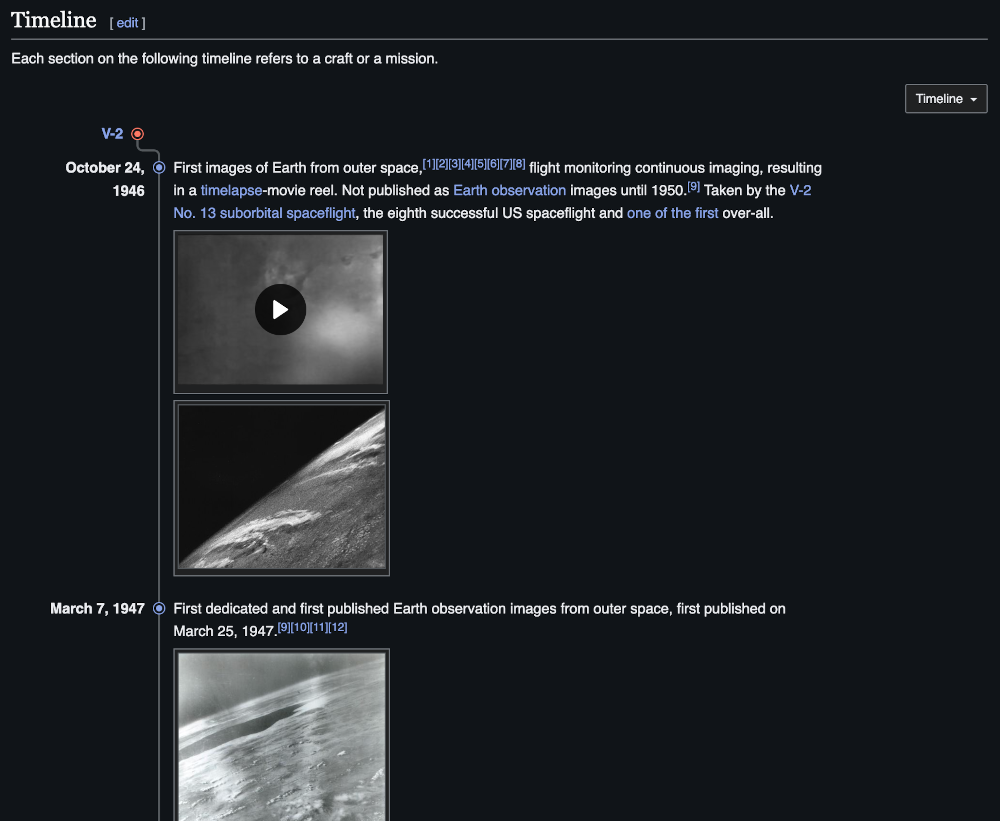 Timeline [ edit ]
Each section on the following timeline refers to a craft or a mission.
Timeline
V-2
October 24,
1946
First images of Earth from outer space,[1][2][3][4][5][6][7][8] flight monitoring continuous imaging, resulting
in a timelapse-movie reel. Not published as Earth observation images until 1950.[9] Taken by the V-2
No. 13 suborbital spaceflight, the eighth successful US spaceflight and one of the first over-all.
March 7, 1947
First dedicated and first published Earth observation images from outer space, first published on
March 25, 1947.[9][10][11][12]